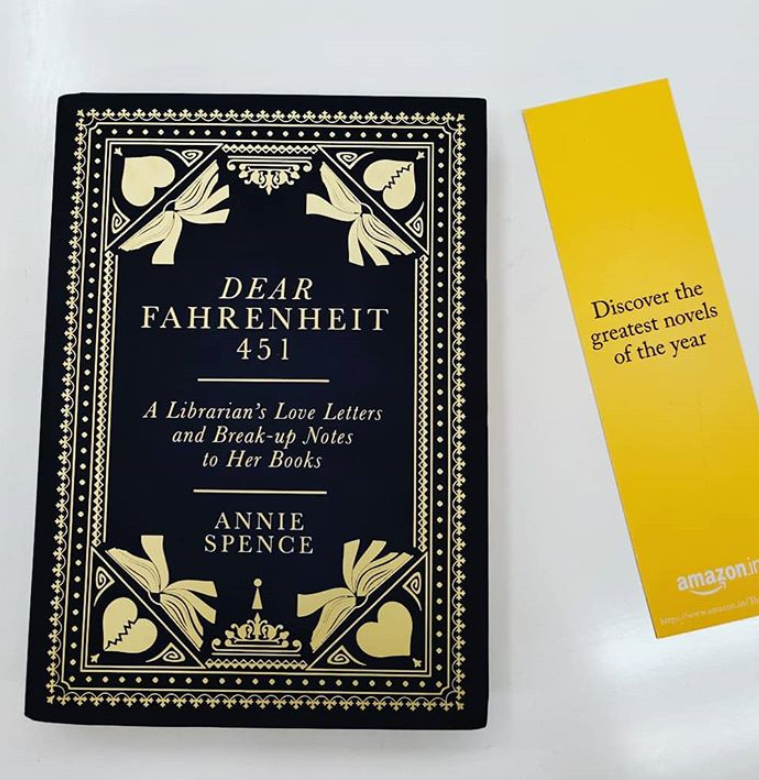 DEAR
FAHRENHEIT
451
A Librarian's Love Letters
and Break-up Notes
to Her Books
ANNIE
SPENCE
Discover the
greatest novels
of the year
amazon.in